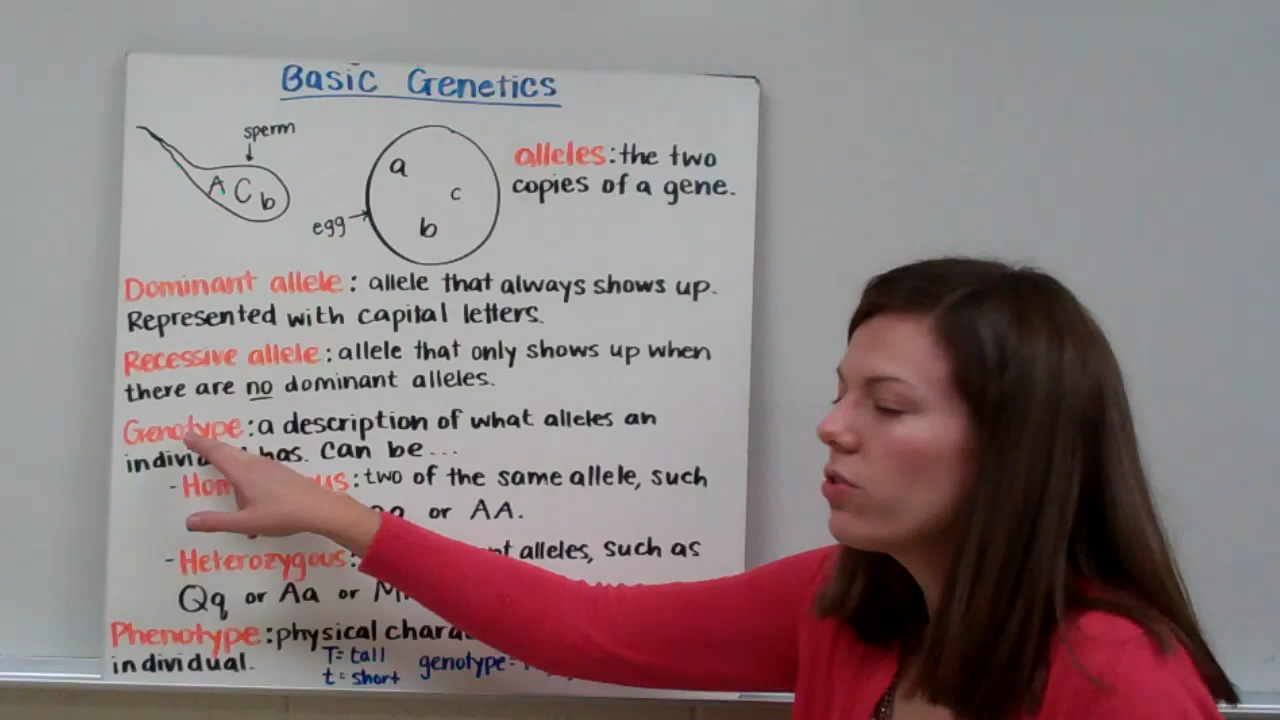 Basic Genetics
sperm
A C b
a
c
b
egg
alleles: the two
copies of a gene.
Dominant allele: allele that always shows up.
Represented with capital letters.
Recessive allele: allele that only shows up when
there are no dominant alleles.
Genotype: a description of what alleles an
has. Can be...
- two of the same allele, such
or AA.
- Heterozygous: alleles, such as
Qq or Aa or
Phenotype: physical
individual.
T= tall
t= short
genotype=